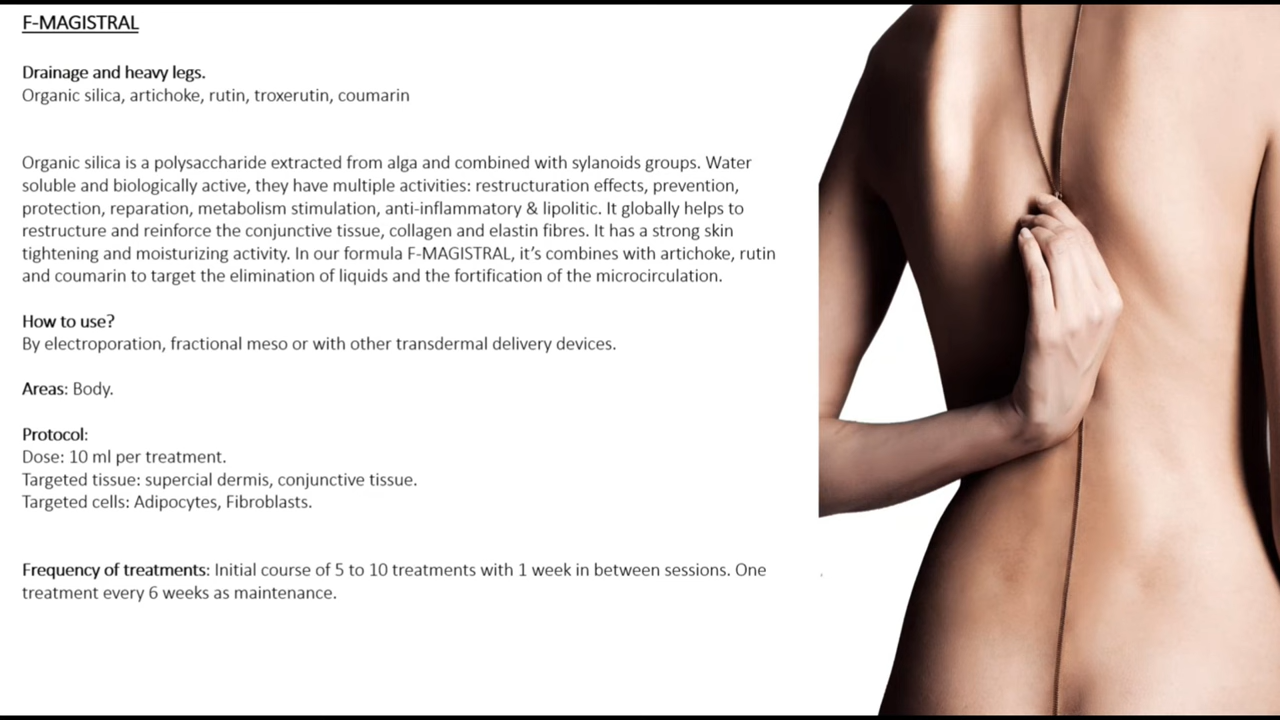 F-MAGISTRAL
Drainage and heavy legs.
Organic silica, artichoke, rutin, troxerutin, coumarin
Organic silica is a polysaccharide extracted from alga and combined with sylanoids groups. Water
soluble and biologically active, they have multiple activities: restructuration effects, prevention,
protection, reparation, metabolism stimulation, anti-inflammatory & lipolitic. It globally helps to
restructure and reinforce the conjunctive tissue, collagen and elastin fibres. It has a strong skin
tightening and moisturizing activity. In our formula F-MAGISTRAL, it’s combines with artichoke, rutin
and coumarin to target the elimination of liquids and the fortification of the microcirculation.
How to use?
By electroporation, fractional meso or with other transdermal delivery devices.
Areas: Body.
Protocol:
Dose: 10 ml per treatment.
Targeted tissue: supercial dermis, conjunctive tissue.
Targeted cells: Adipocytes, Fibroblasts.
Frequency of treatments: Initial course of 5 to 10 treatments with 1 week in between sessions. One
treatment every 6 weeks as maintenance.